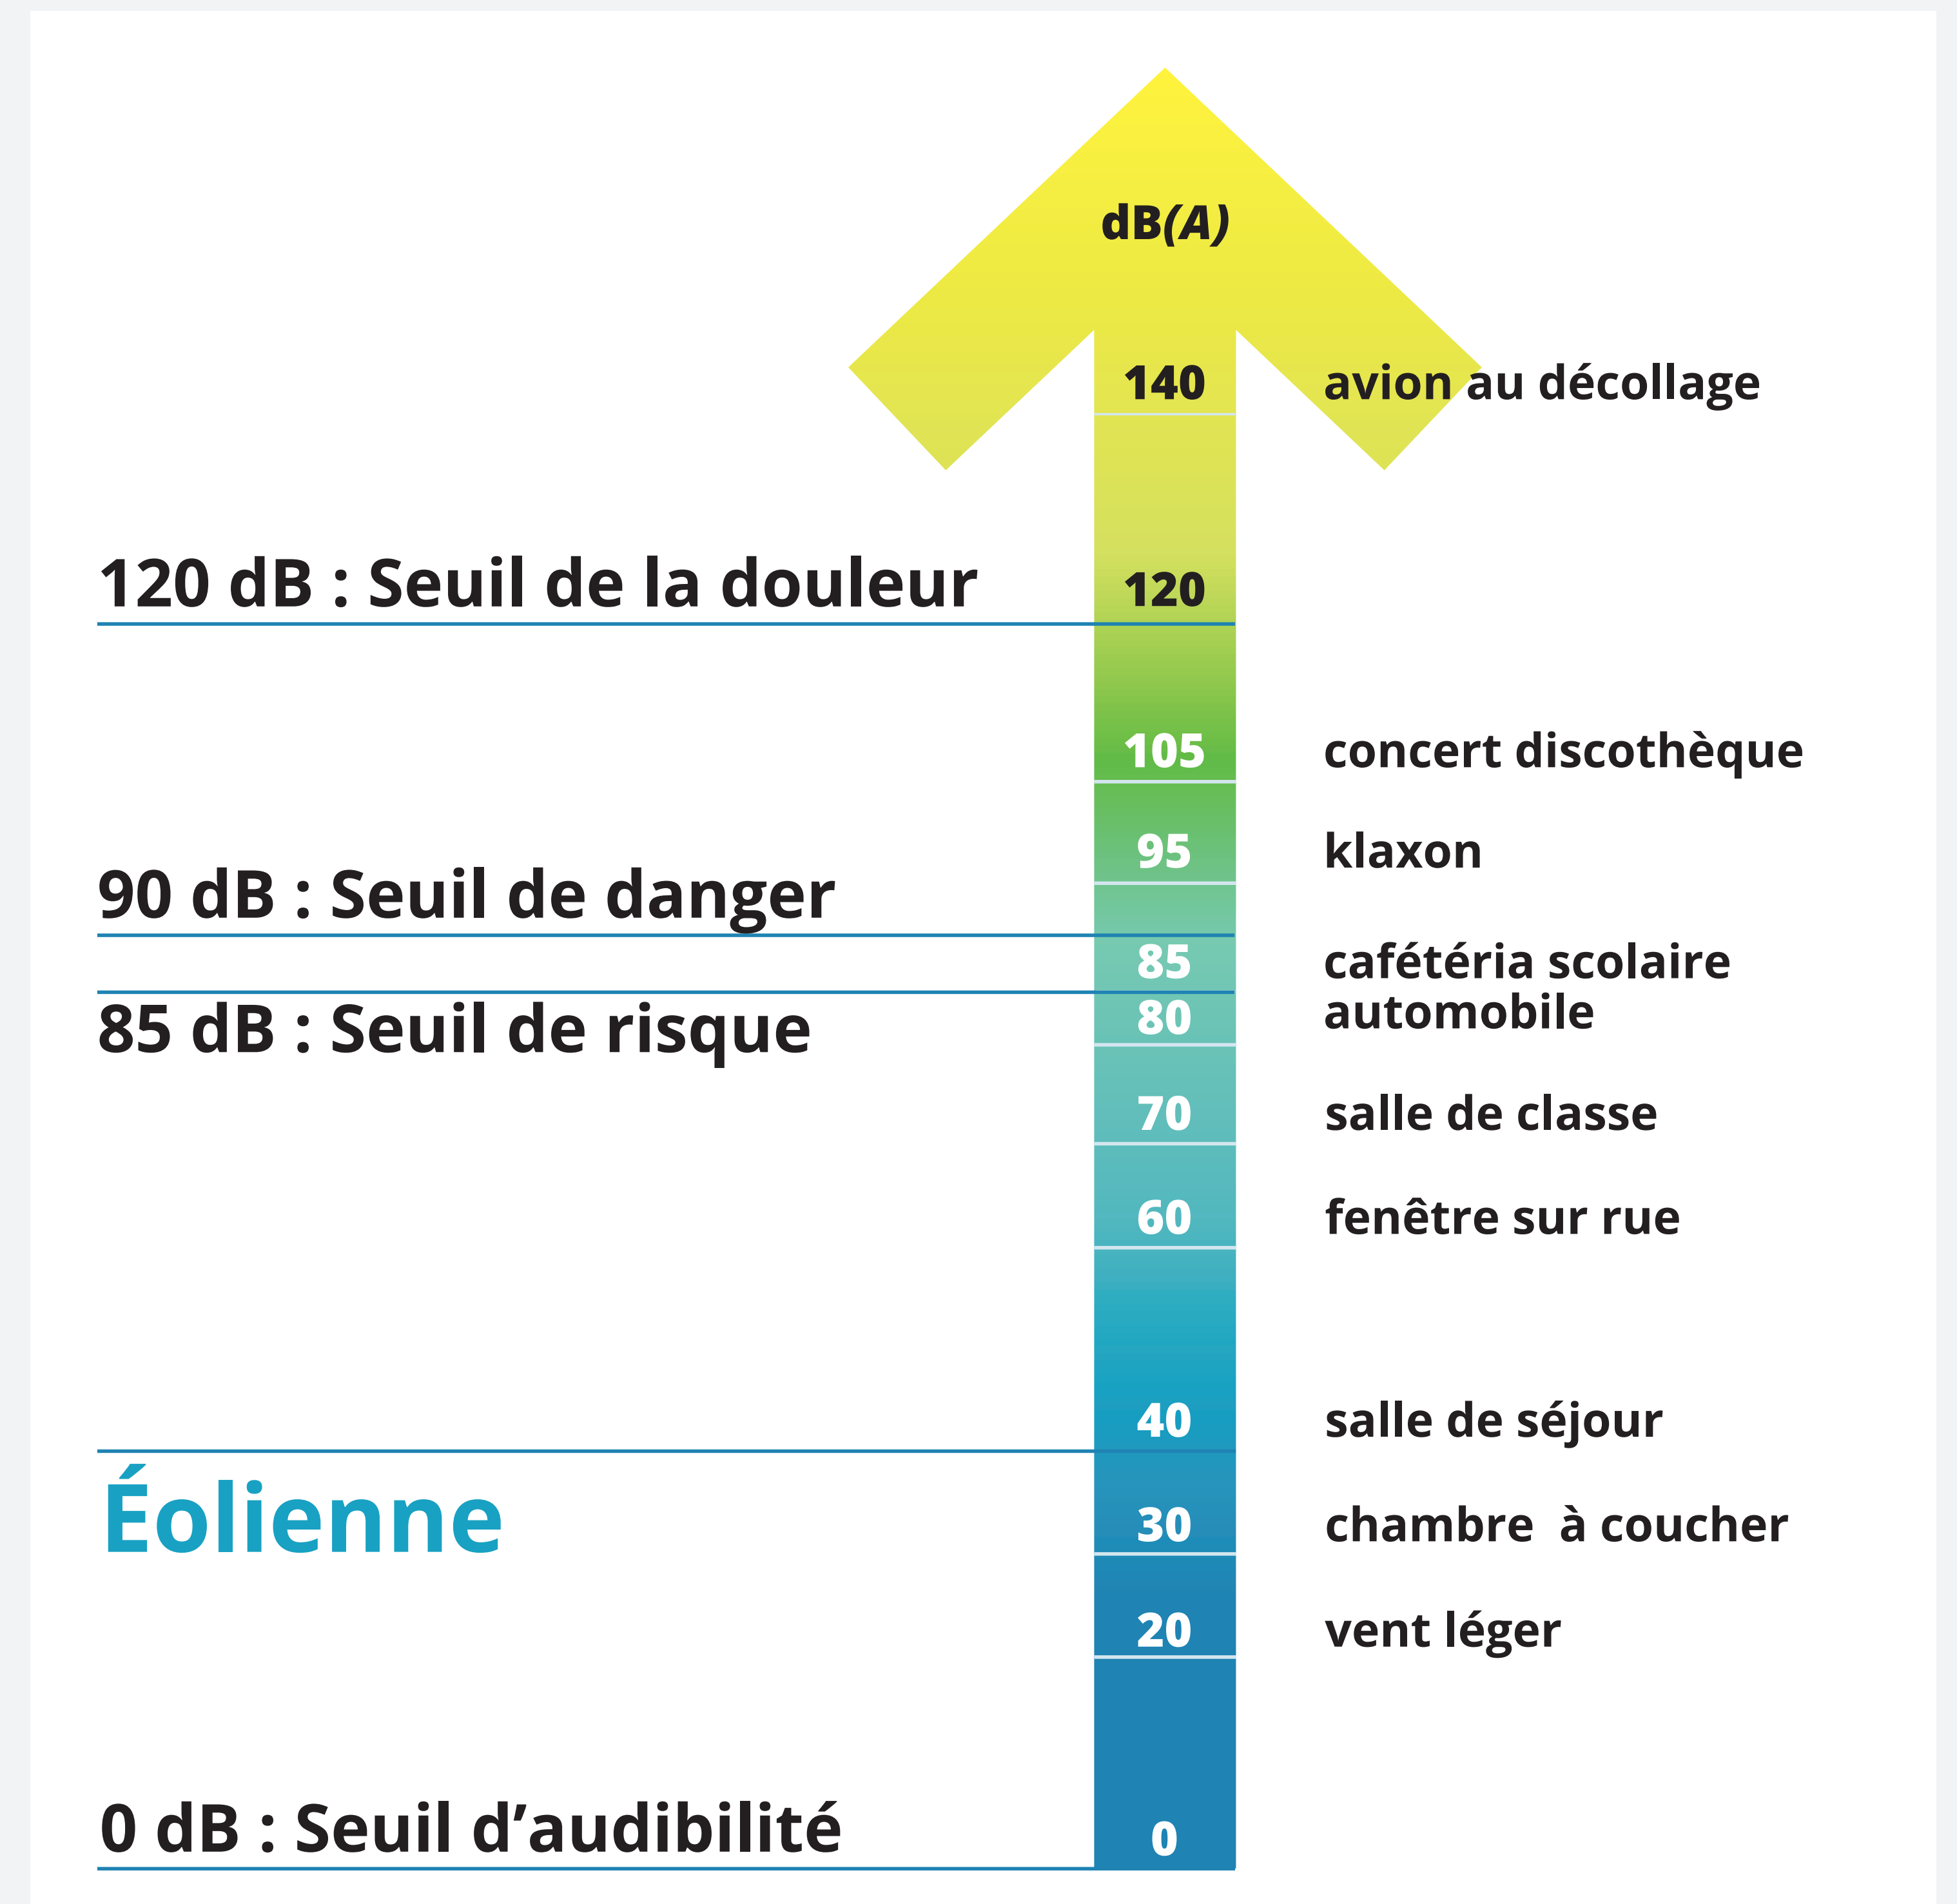 dB(A)
140 avion au décollage
120 dB : Seuil de la douleur 120
105 concert discothèque
95 klaxon
90 dB : Seuil de danger
85 cafétéria scolaire
80 automobile
85 dB : Seuil de risque
70 salle de classe
60 fenêtre sur rue
40 salle de séjour
Éolienne
30 chambre à coucher
20 vent léger
0 dB : Seuil d’audibilité 0